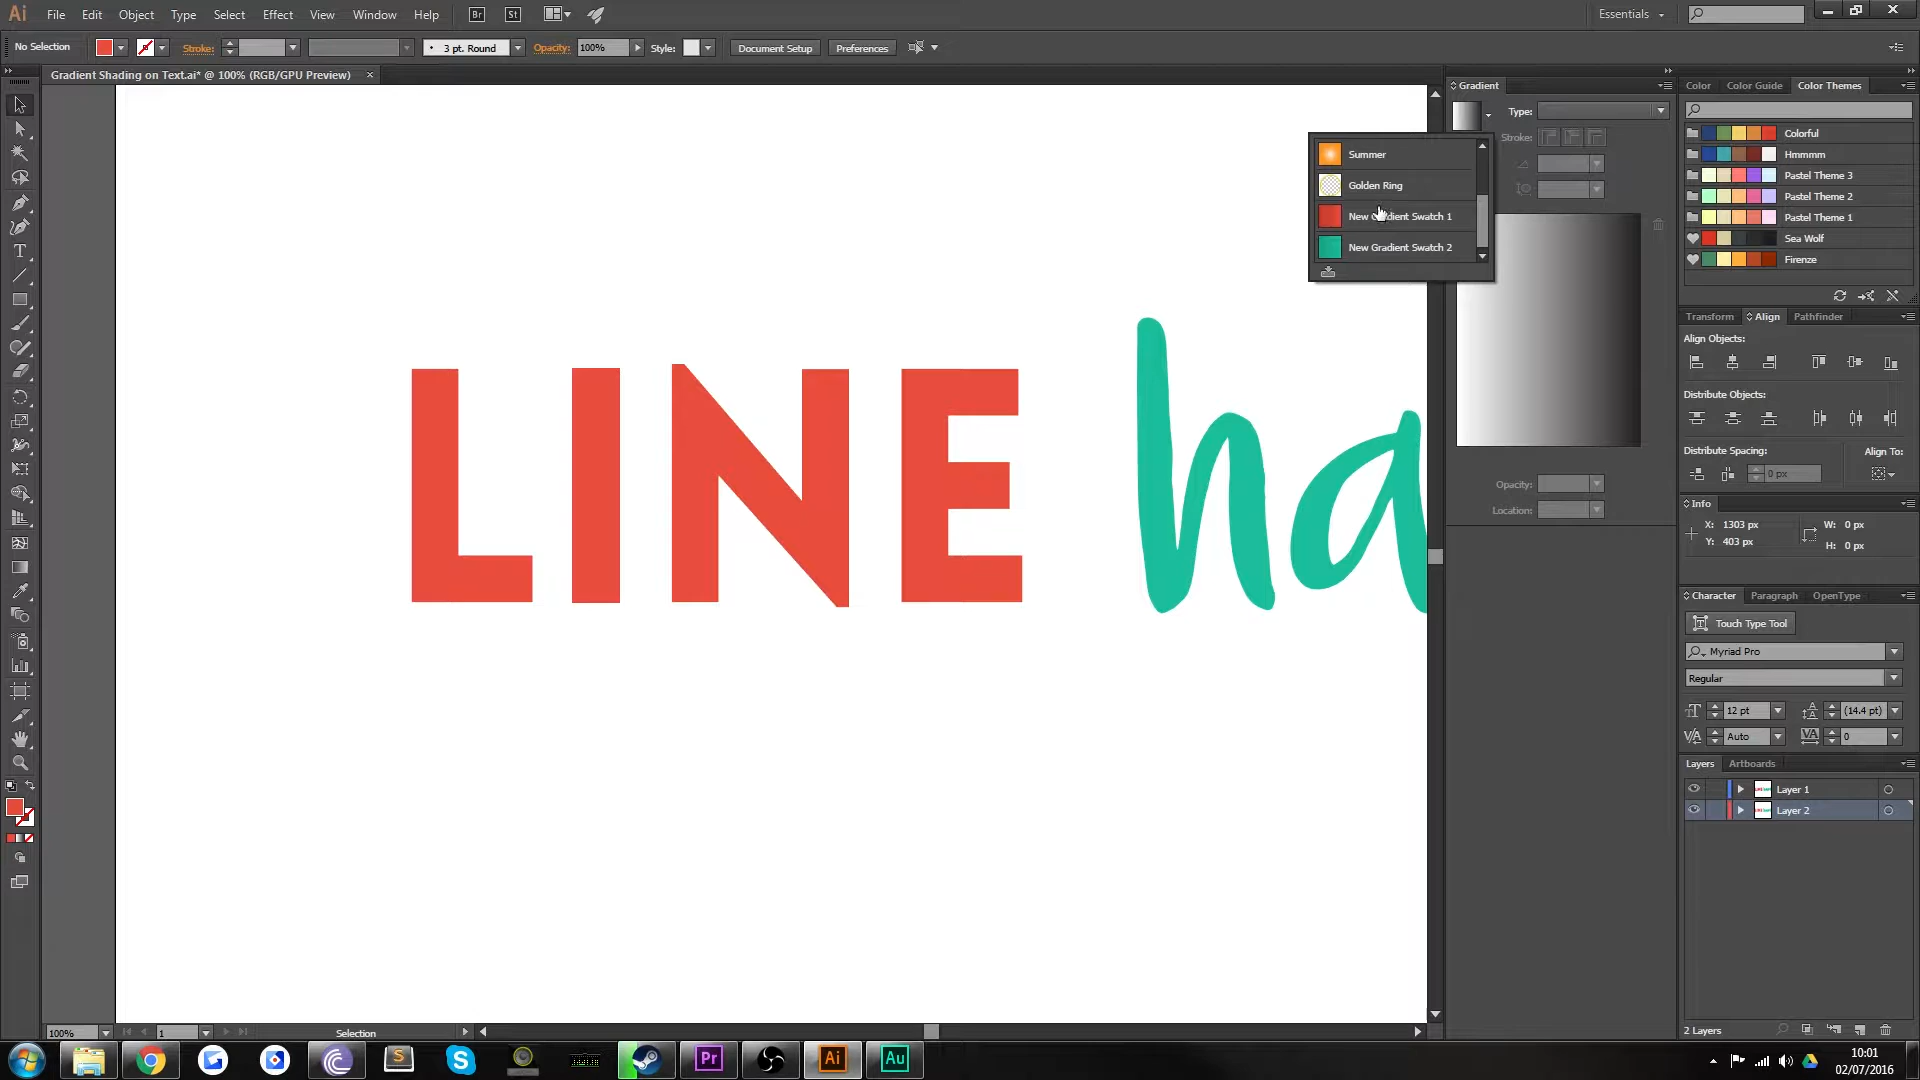 Ai File Edit Object Type Select Effect View Window Help Br St Essentials
No Selection Stroke: 3 pt. Round Opacity: 100% Style: Document Setup Preferences
Gradient Shading on Text.ai* @ 100% (RGB/GPU Preview)
Gradient
Type:
Stroke:
Summer
Golden Ring
New Gradient Swatch 1
New Gradient Swatch 2
Opacity:
Location:
LINE ha
Color Color Guide Color Themes
Colorful
Hmmmm
Pastel Theme 3
Pastel Theme 2
Pastel Theme 1
Sea Wolf
Firenze
Transform Align Pathfinder
Align Objects:
Distribute Objects:
Distribute Spacing: Align To:
0 px
Info
X: 1303 px W: 0 px
Y: 403 px H: 0 px
Character Paragraph OpenType
Touch Type Tool
Myriad Pro
Regular
12 pt (14.4 pt)
Auto 0
Layers Artboards
Layer 1
Layer 2
2 Layers
100% 1 Selection
S Pr Ai Au
10:01
02/07/2016